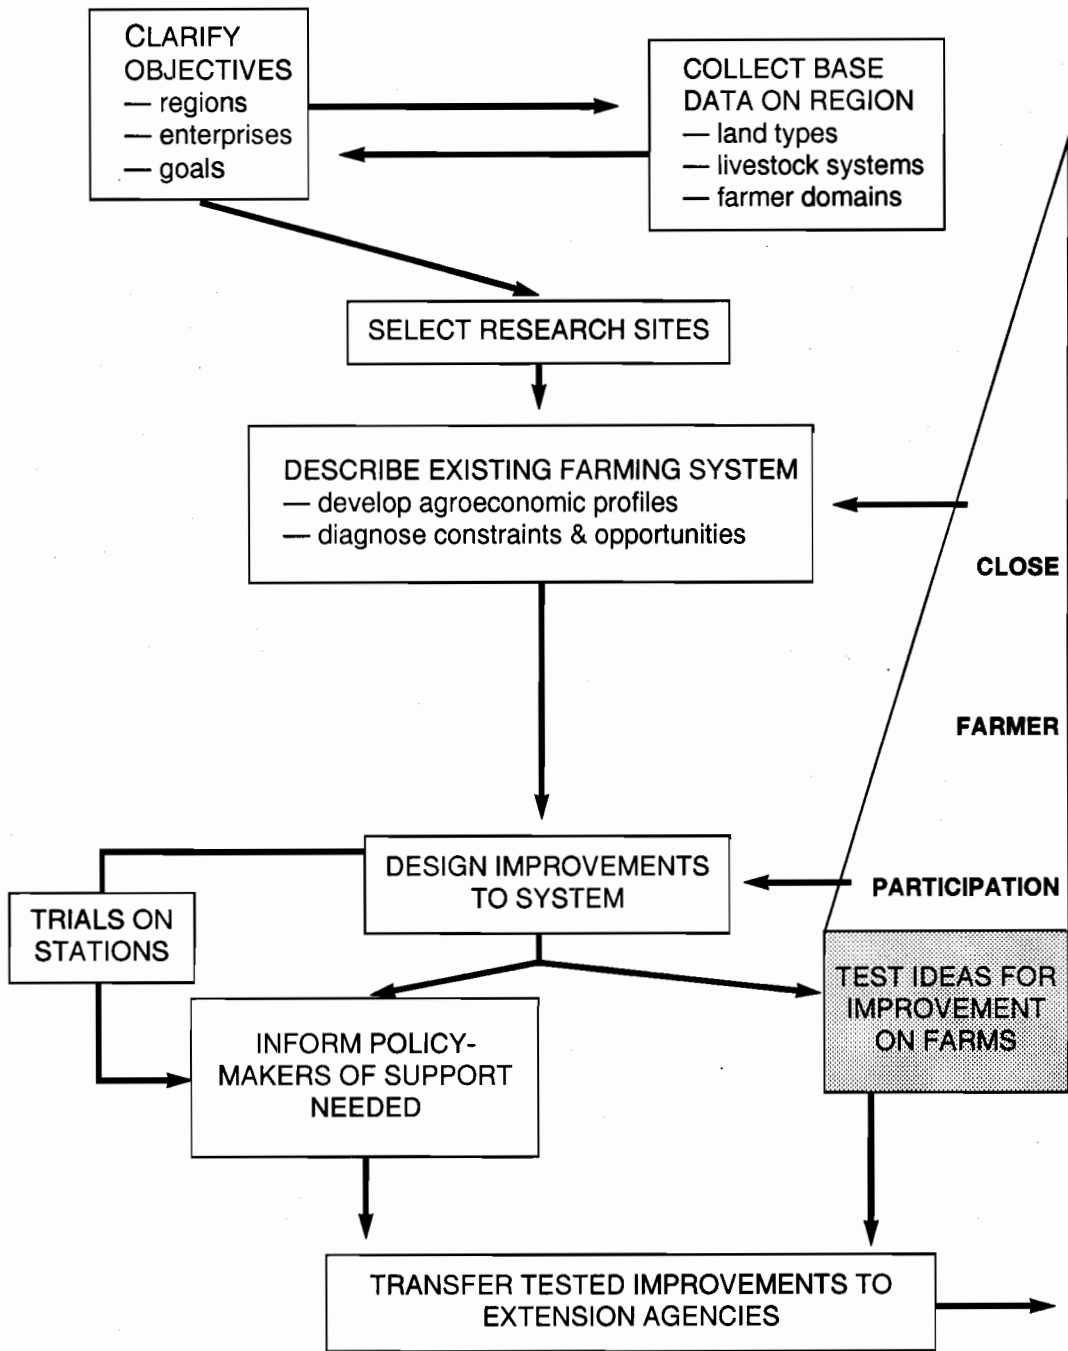 CLARIFY
OBJECTIVES
— regions
— enterprises
— goals
COLLECT BASE
DATA ON REGION
— land types
— livestock systems
— farmer domains
SELECT RESEARCH SITES
DESCRIBE EXISTING FARMING SYSTEM
— develop agroeconomic profiles
— diagnose constraints & opportunities
CLOSE
FARMER
PARTICIPATION
DESIGN IMPROVEMENTS
TO SYSTEM
TRIALS ON
STATIONS
TEST IDEAS FOR
IMPROVEMENT
ON FARMS
INFORM POLICY-
MAKERS OF SUPPORT
NEEDED
TRANSFER TESTED IMPROVEMENTS TO
EXTENSION AGENCIES